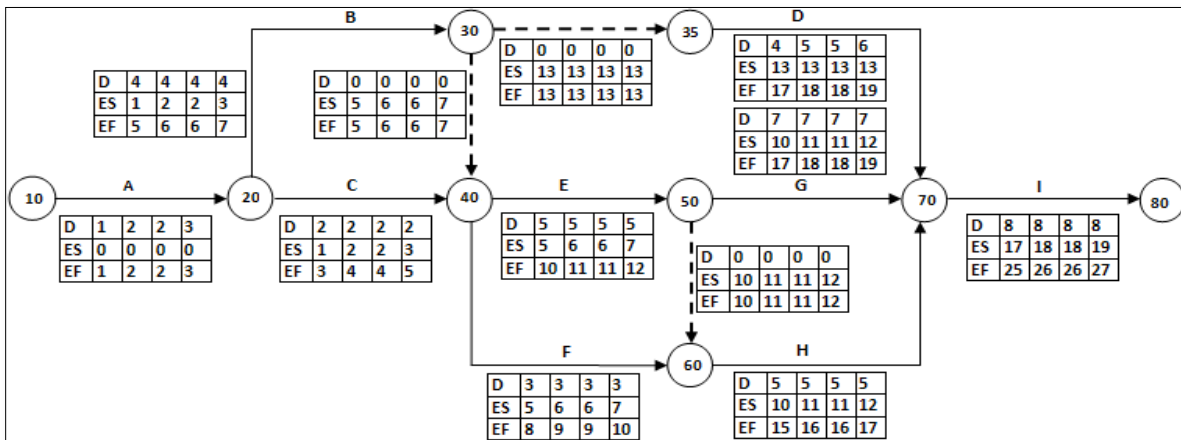 B
30
35
D
D 0 0 0 0
ES 13 13 13 13
EF 13 13 13 13
D 4 5 5 6
ES 13 13 13 13
EF 17 18 18 19
D 4 4 4 4
ES 1 2 2 3
EF 5 6 6 7
D 0 0 0 0
ES 5 6 6 7
EF 5 6 6 7
D 7 7 7 7
ES 10 11 11 12
EF 17 18 18 19
10
A
20
C
40
E
50
G
70
I
80
D 1 2 2 3
ES 0 0 0 0
EF 1 2 2 3
D 2 2 2 2
ES 1 2 2 3
EF 3 4 4 5
D 5 5 5 5
ES 5 6 6 7
EF 10 11 11 12
D 8 8 8 8
ES 17 18 18 19
EF 25 26 26 27
D 0 0 0 0
ES 10 11 11 12
EF 10 11 11 12
F
60
H
D 3 3 3 3
ES 5 6 6 7
EF 8 9 9 10
D 5 5 5 5
ES 10 11 11 12
EF 15 16 16 17